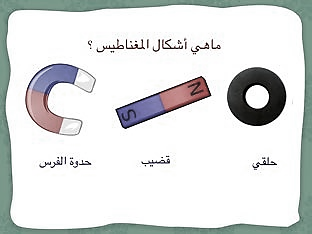 ماهي أشكال المغناطيس ؟
N
S
حلقي
قضيب
حدوة الفرس